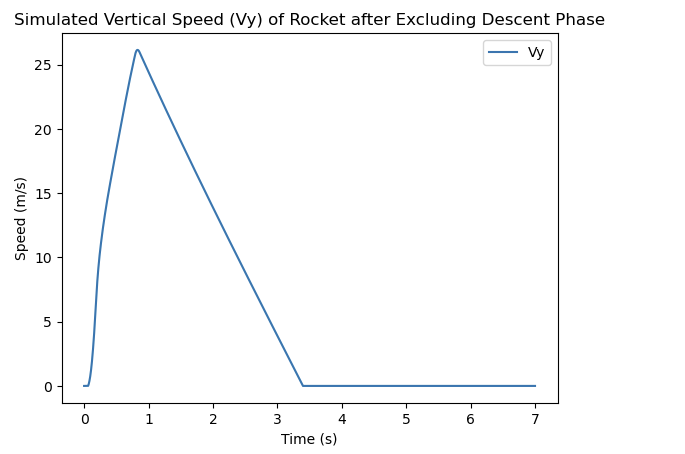 Simulated Vertical Speed (Vy) of Rocket after Excluding Descent Phase
Vy
25
20
15
10
5
0
Speed (m/s)
0 1 2 3 4 5 6 7
Time (s)